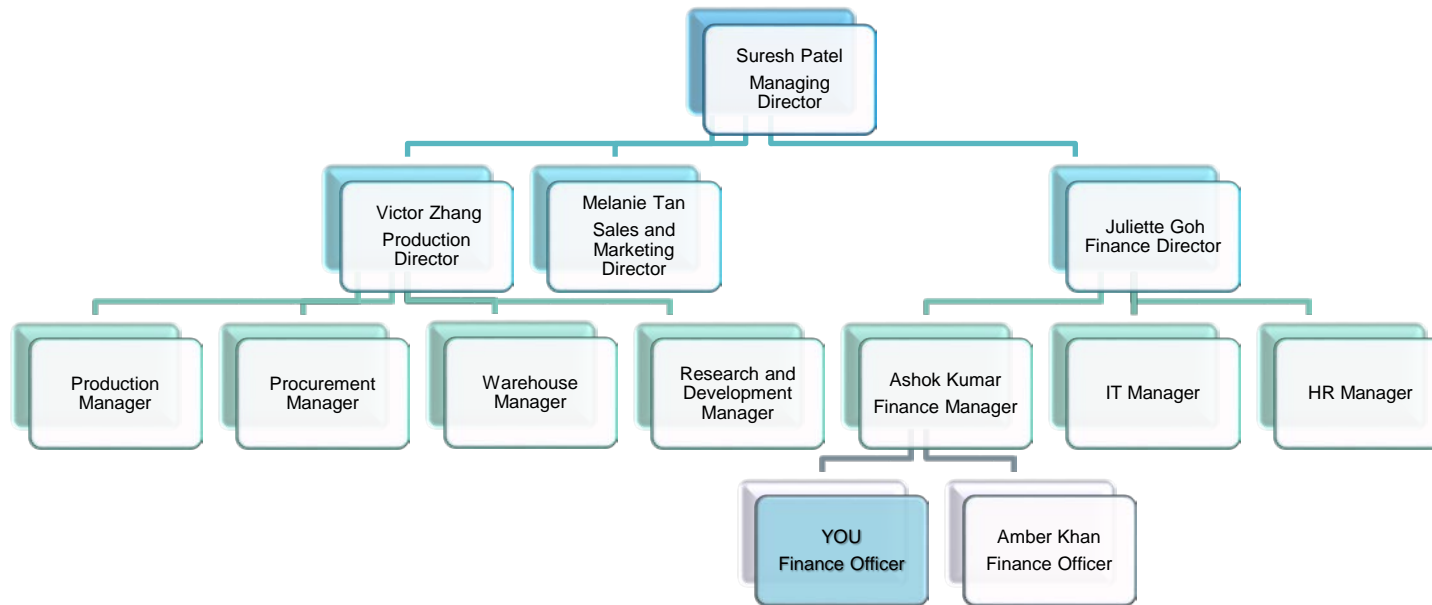 Suresh Patel
Managing
Director
Victor Zhang
Production
Director
Melanie Tan
Sales and
Marketing
Director
Juliette Goh
Finance Director
Production
Manager
Procurement
Manager
Warehouse
Manager
Research and
Development
Manager
Ashok Kumar
Finance Manager
IT Manager
HR Manager
YOU
Finance Officer
Amber Khan
Finance Officer